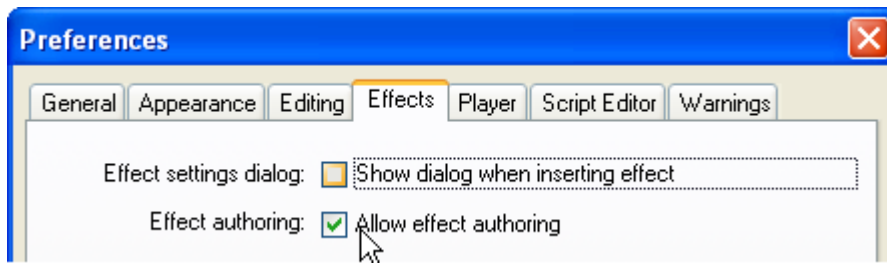 Preferences
General Appearance Editing Effects Player Script Editor Warnings
Effect settings dialog: Show dialog when inserting effect
Effect authoring: Allow effect authoring